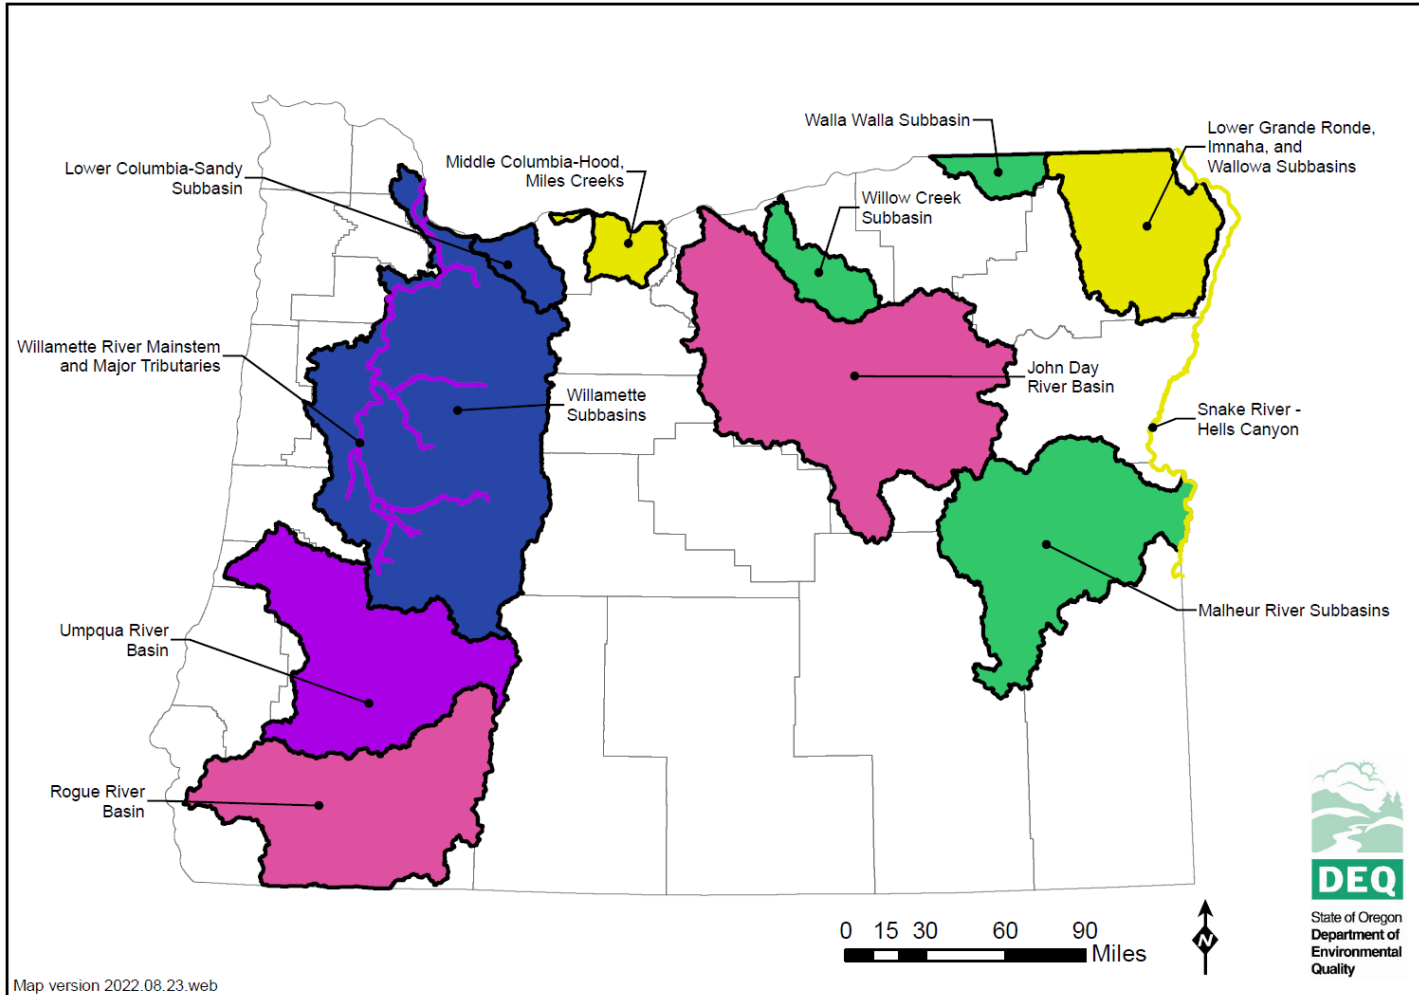 Walla Walla Subbasin
Lower Grande Ronde,
Imnaha, and
Wallowa Subbasins
Middle Columbia-Hood,
Miles Creeks
Lower Columbia-Sandy
Subbasin
Willow Creek
Subbasin
Willamette River Mainstem
and Major Tributaries
Willamette
Subbasins
John Day
River Basin
Snake River -
Hells Canyon
Malheur River Subbasins
Umpqua River
Basin
Rogue River
Basin
DEQ
State of Oregon
Department of
Environmental
Quality
0 15 30 60 90
Miles
N
Map version 2022.08.23.web